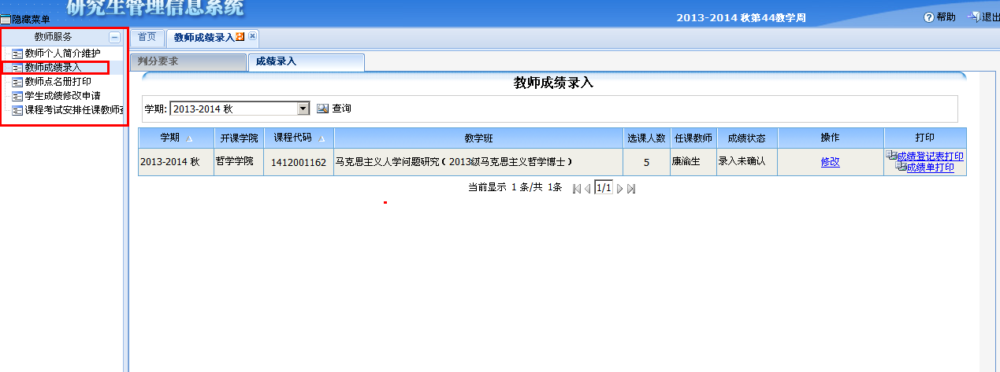 研究生管理信息系统
隐藏菜单
2013-2014 秋第44教学周
帮助
退出
教师服务
教师个人简介维护
教师成绩录入
教师点名册打印
学生成绩修改申请
课程考试安排任课教师查
首页
教师成绩录入
判分要求
成绩录入
教师成绩录入
学期: 2013-2014 秋 查询
学期 开课学院 课程代码 教学班 选课人数 任课教师 成绩状态 操作 打印
2013-2014 秋 哲学学院 1412001162 马克思主义人学问题研究(2013级马克思主义哲学博士) 5 康渝生 录入未确认 修改 成绩登记表打印
成绩单打印
当前显示 1 条/共 1条 1/1